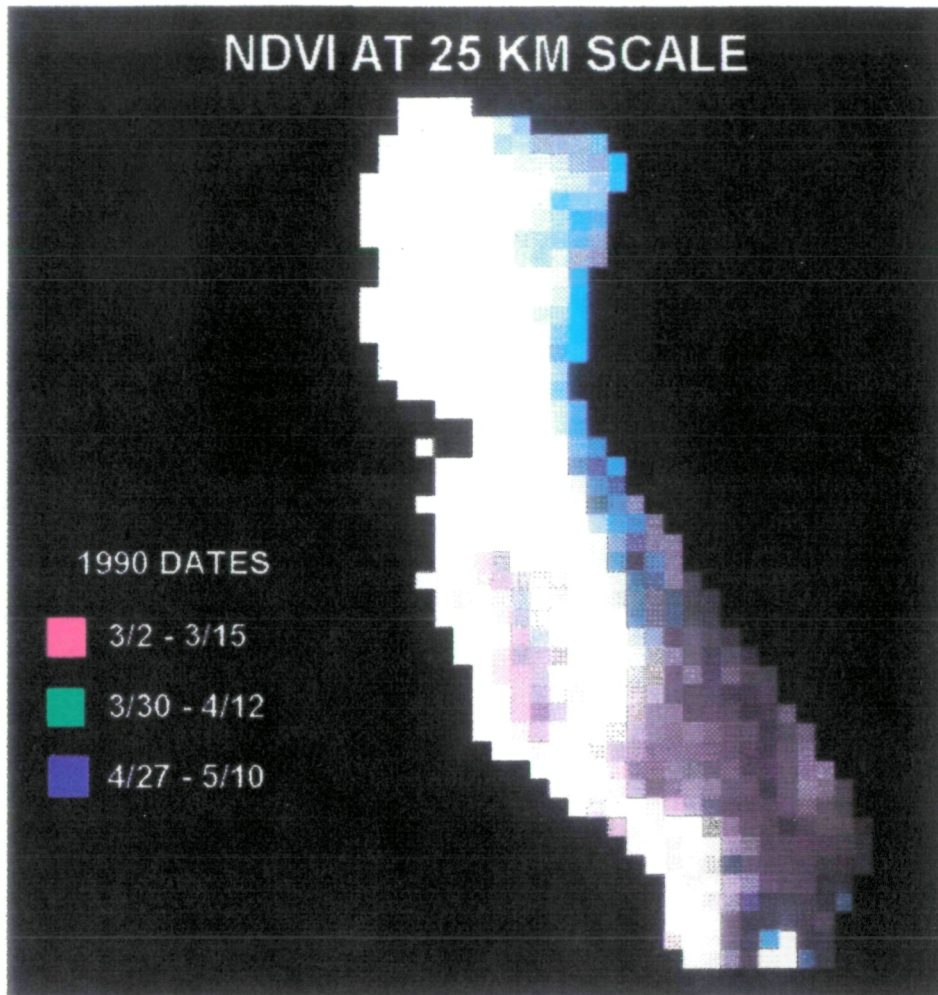 NDVI AT 25 KM SCALE
1990 DATES
3/2 - 3/15
3/30 - 4/12
4/27 - 5/10